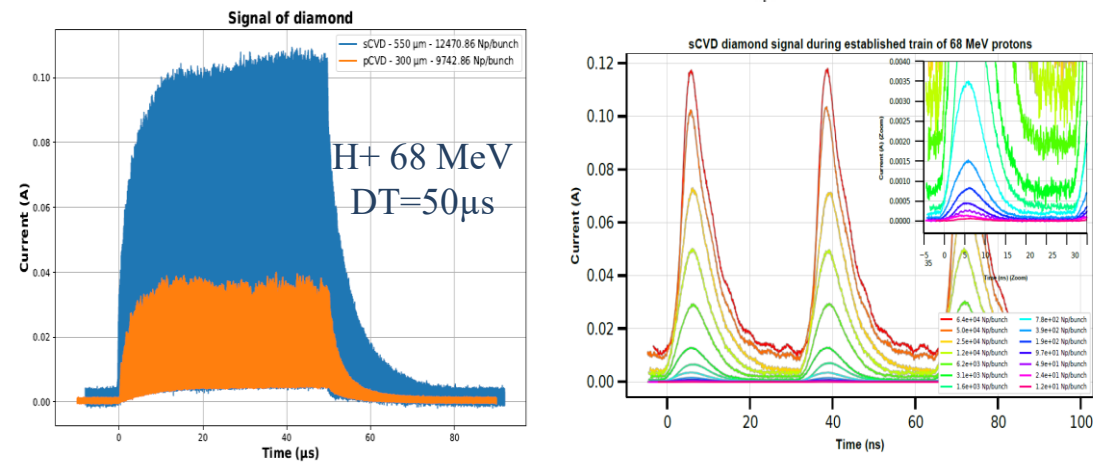 Signal of diamond
sCVD - 550 µm - 12470.86 Np/bunch
pCVD - 300 µm - 9742.86 Np/bunch
H+ 68 MeV
DT=50µs
Current (A)
0.10
0.08
0.06
0.04
0.02
0.00
0
20
40
60
80
Time (µs)
sCVD diamond signal during established train of 68 MeV protons
Current (A)
0.12
0.10
0.08
0.06
0.04
0.02
0.00
0
20
40
60
80
100
Time (ns)
Current (A) (Zoom)
0.0040
0.0035
0.0030
0.0025
0.0020
0.0015
0.0010
0.0005
0.0000
−5
0
5
10
15
20
25
30
35
Time (ns) (Zoom)
6.4e+04 Np/bunch
5.0e+04 Np/bunch
2.5e+04 Np/bunch
1.2e+04 Np/bunch
6.2e+03 Np/bunch
3.1e+03 Np/bunch
1.6e+03 Np/bunch
7.8e+02 Np/bunch
3.9e+02 Np/bunch
1.9e+02 Np/bunch
9.7e+01 Np/bunch
4.9e+01 Np/bunch
2.4e+01 Np/bunch
1.2e+01 Np/bunch